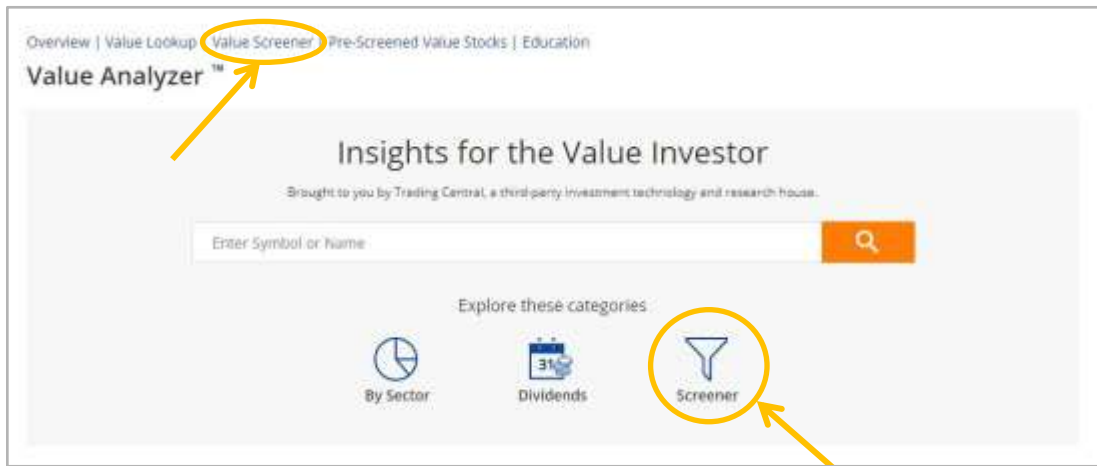 Overview | Value Lookup | Value Screener | Pre-Screened Value Stocks | Education
Value Analyzer ™
Insights for the Value Investor
Brought to you by Trading Central, a third-party investment technology and research house.
Enter Symbol or Name
Explore these categories
31
By Sector Dividends Screener